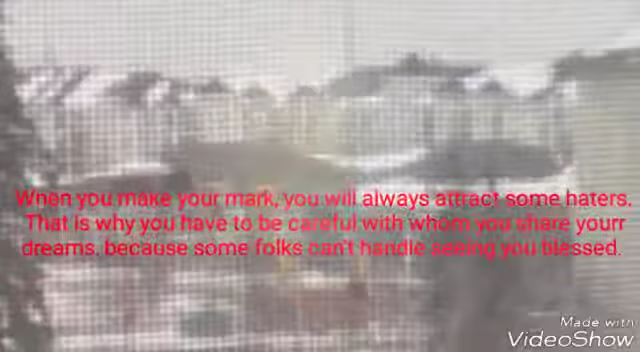 When you make your mark, you will always attract some haters.
That is why you have to be careful with whom you share yourr
dreams, because some folks can't handle seeing you blessed.
Made with
VideoShow